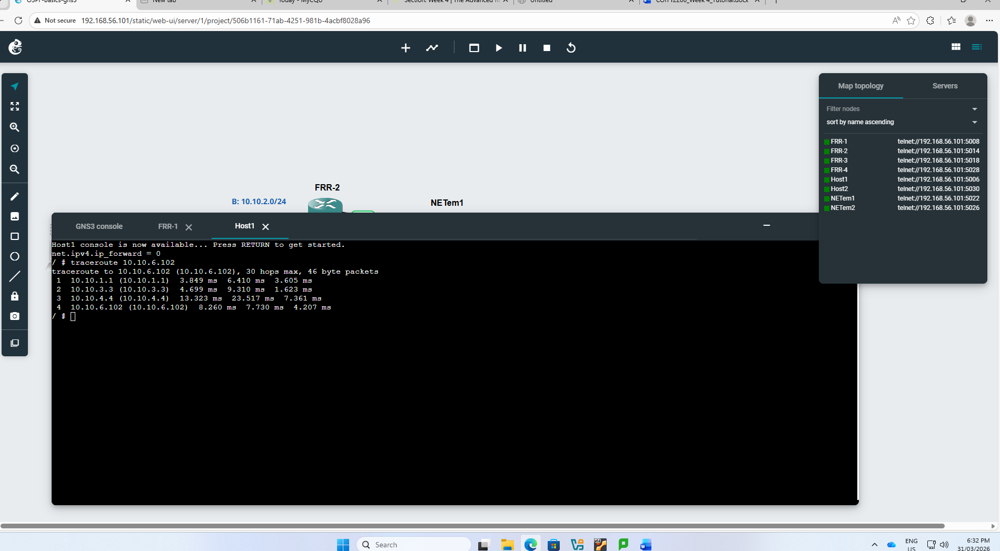 OSPF-Basics-gns3
New tab
Today - MyCQU
Section: Week 4 | The Advanced
Untitled
COIT12206_Week 4_Tutorial.docx
Not secure 192.168.56.101/static/web-ui/server/1/project/506b1161-71ab-4251-981b-4acbf8028a96
Map topology Servers
Filter nodes
sort by name ascending
FRR-1 telnet://192.168.56.101:5008
FRR-2 telnet://192.168.56.101:5014
FRR-3 telnet://192.168.56.101:5018
FRR-4 telnet://192.168.56.101:5028
Host1 telnet://192.168.56.101:5006
Host2 telnet://192.168.56.101:5030
NETem1 telnet://192.168.56.101:5022
NETem2 telnet://192.168.56.101:5026
FRR-2
B: 10.10.2.0/24
NETem1
GNS3 console FRR-1 Host1
Host1 console is now available... Press RETURN to get started.
net.ipv4.ip_forward = 0
/ # traceroute 10.10.6.102
traceroute to 10.10.6.102 (10.10.6.102), 30 hops max, 46 byte packets
1 10.10.1.1 (10.10.1.1) 3.849 ms 6.410 ms 3.605 ms
2 10.10.3.3 (10.10.3.3) 4.699 ms 9.310 ms 1.623 ms
3 10.10.4.4 (10.10.4.4) 13.323 ms 23.517 ms 7.361 ms
4 10.10.6.102 (10.10.6.102) 8.260 ms 7.730 ms 4.207 ms
/ #
Search
ENG
US
6:32 PM
31/03/2026